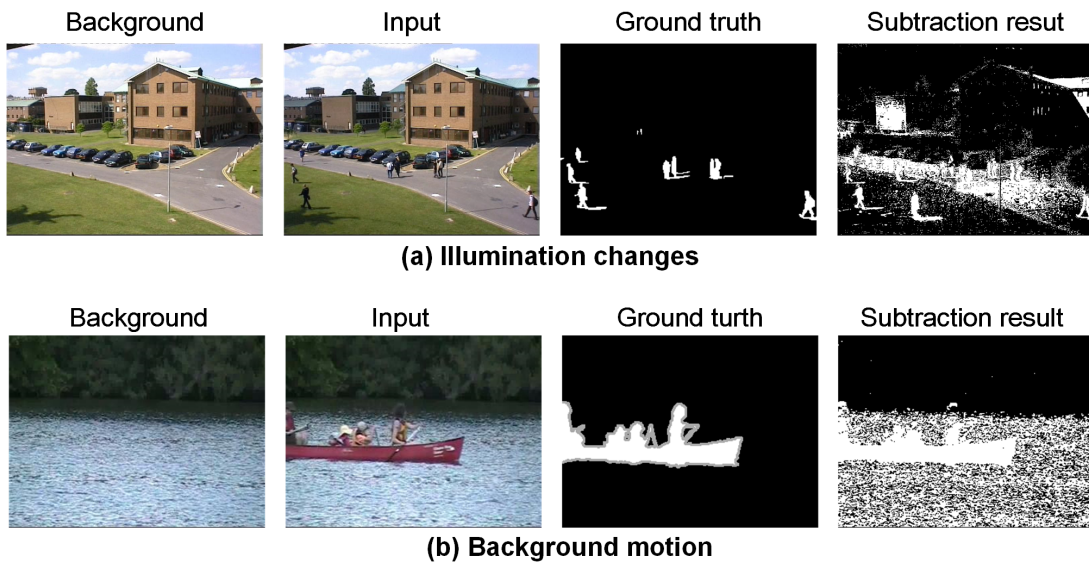 Background Input Ground truth Subtraction resut
(a) Illumination changes
Background Input Ground turth Subtraction result
(b) Background motion